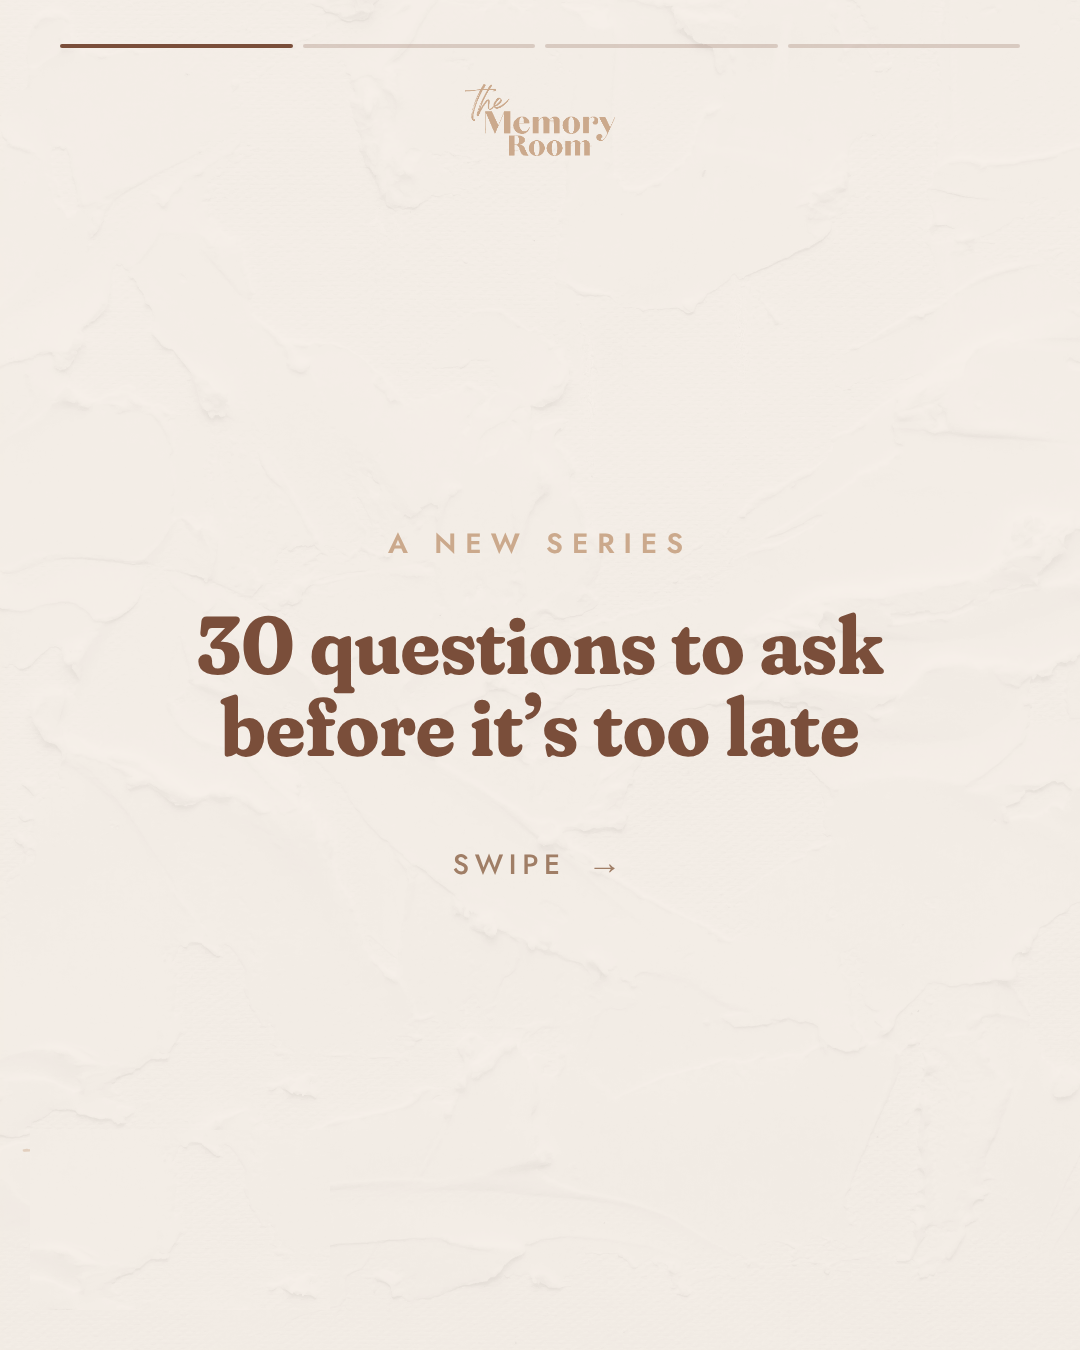 the
Memory
Room
A NEW SERIES
30 questions to ask
before it’s too late
SWIPE →